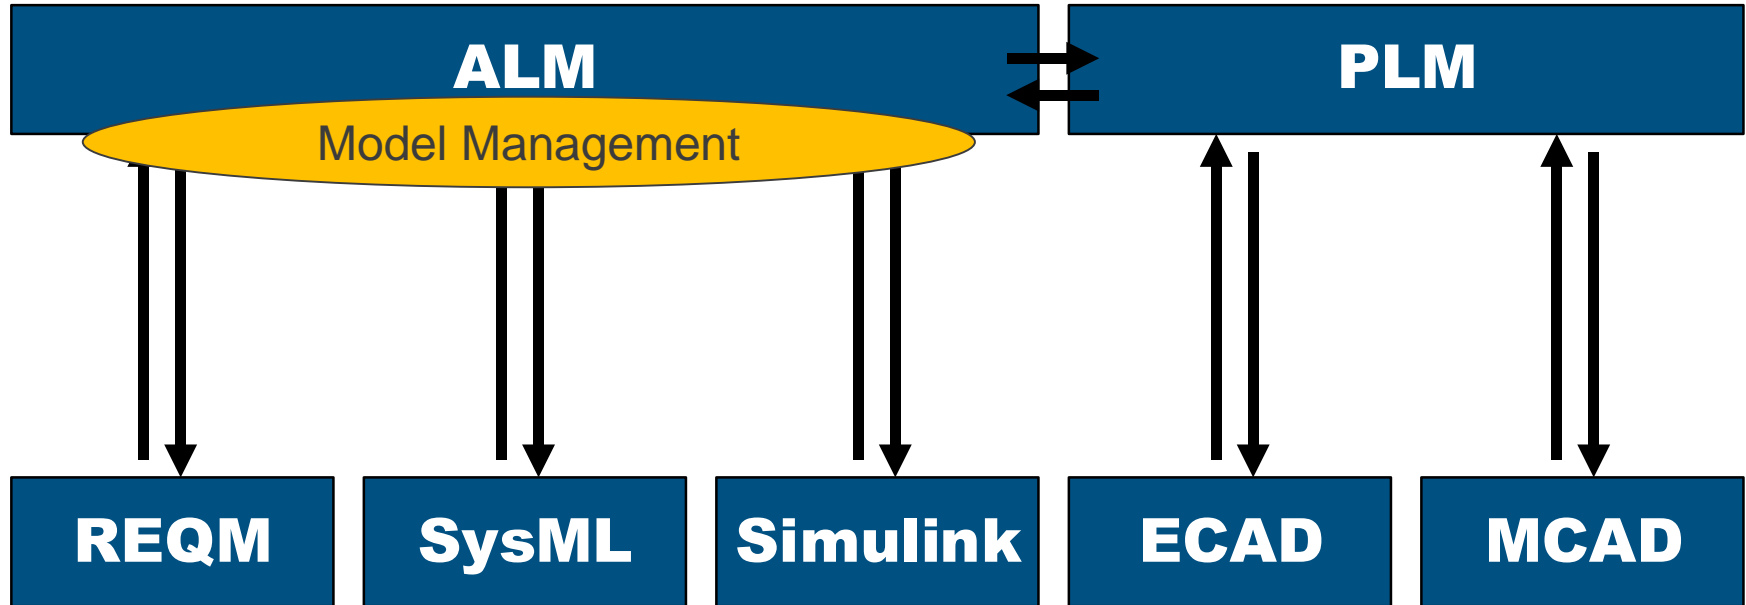 ALM
PLM
Model Management
REQM
SysML
Simulink
ECAD
MCAD